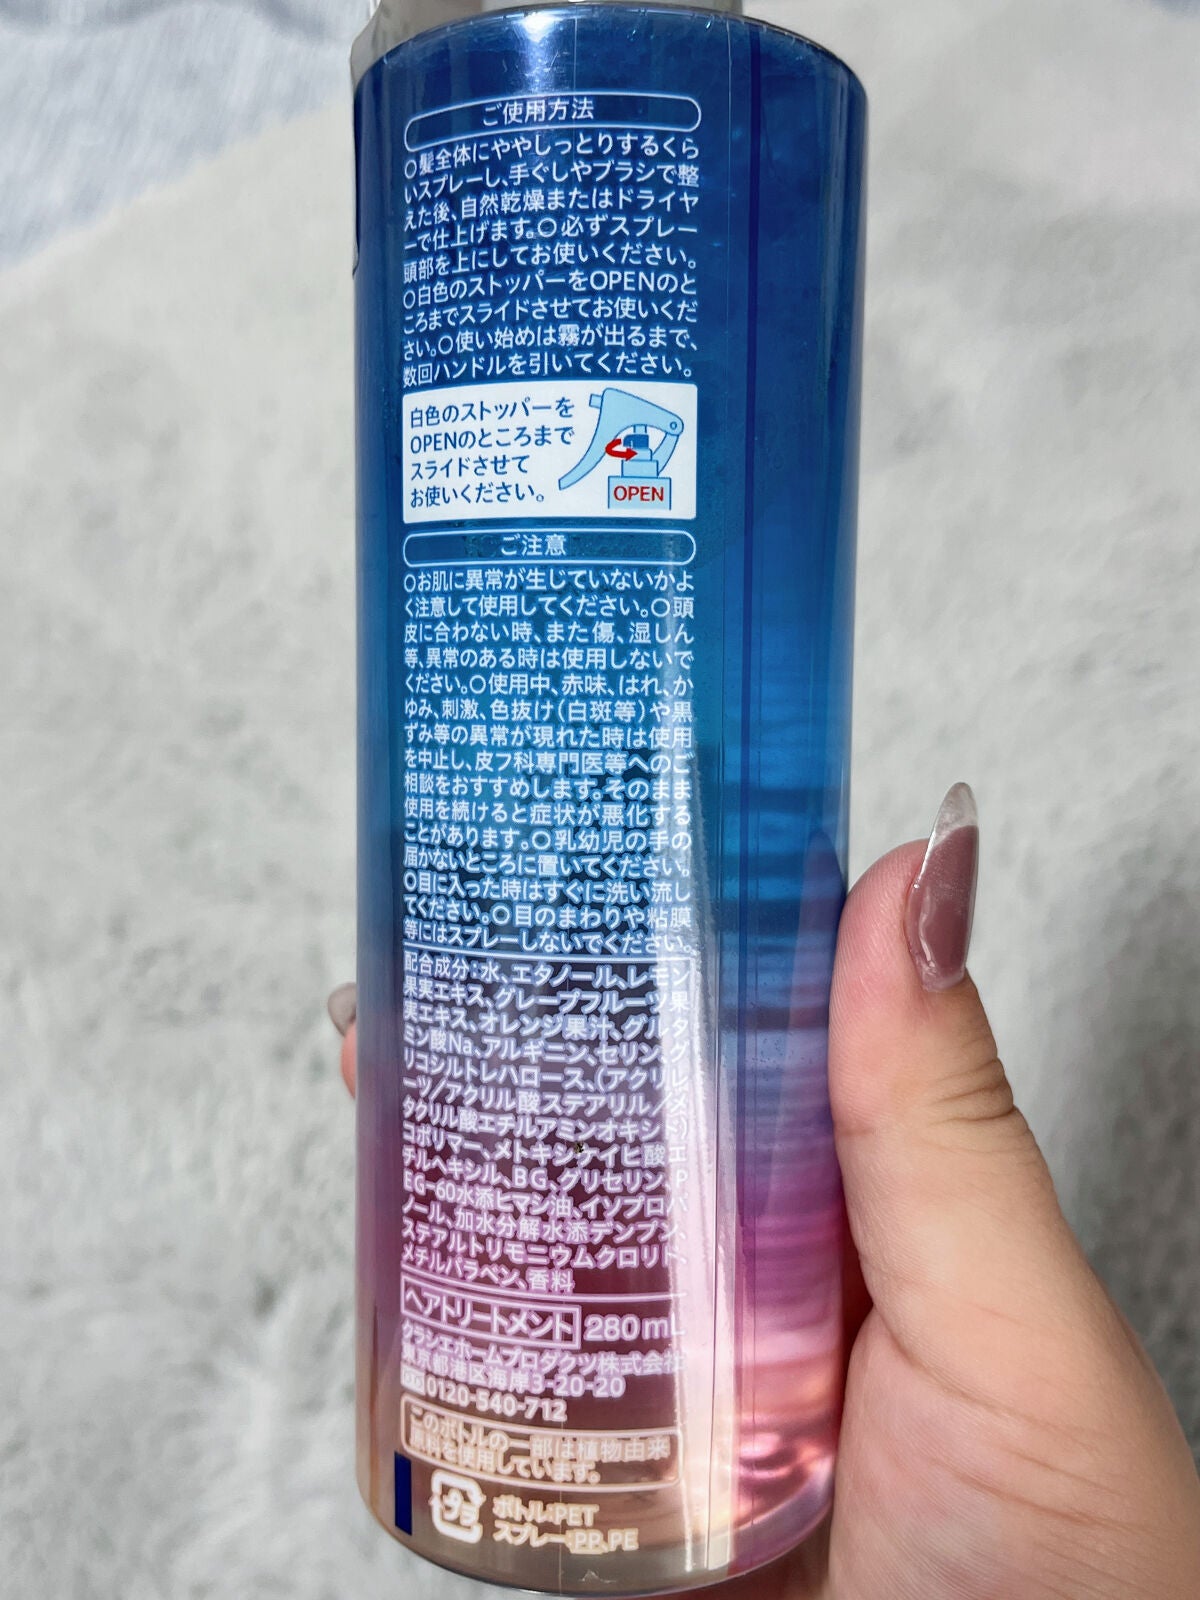 ご使用方法
○髪全体にややしっとりするくら
いスプレーし、手ぐしやブラシで整
えた後、自然乾燥またはドライヤ
ーで仕上げます。○必ずスプレー
頭部を上にしてお使いください。
○白色のストッパーをOPENのと
ころまでスライドさせてお使いくだ
さい。○使い始めは霧が出るまで、
数回ハンドルを引いてください。
白色のストッパーを
OPENのところまで
スライドさせて
お使いください。
OPEN
ご注意
○お肌に異常が生じていないかよ
く注意して使用してください。○頭
皮に合わない時、また傷、湿しん
等、異常のある時は使用しないで
ください。○使用中、赤味、はれ、か
ゆみ、刺激、色抜け(白斑等)や黒
ずみ等の異常が現れた時は使用
を中止し、皮フ科専門医等へのご
相談をおすすめします。そのまま
使用を続けると症状が悪化する
ことがあります。○乳幼児の手の
届かないところに置いてください。
○目に入った時はすぐに洗い流し
てください。○目のまわりや粘膜
等にはスプレーしないでください。
配合成分:水、エタノール、レモン
果実エキス、グレープフルーツ果
実エキス、オレンジ果汁、グルタ
ミン酸Na、アルギニン、セリン、グ
リコシルトレハロース、(アクリレ
ーツ/アクリル酸ステアリル/メ
タクリル酸エチルアミンオキシド)
コポリマー、メトキシケイヒ酸エ
チルヘキシル、BG、グリセリン、P
EG-60水添ヒマシ油、イソプロパ
ノール、加水分解水添デンプン、
ステアルトリモニウムクロリド、
メチルパラベン、香料
ヘアトリートメント 280mL
クラシエホームプロダクツ株式会社
東京都港区海岸3-20-20
0120-540-712
このボトルの一部は植物由来
原料を使用しています。
プラ
ボトル:PET
スプレー:PP、PE